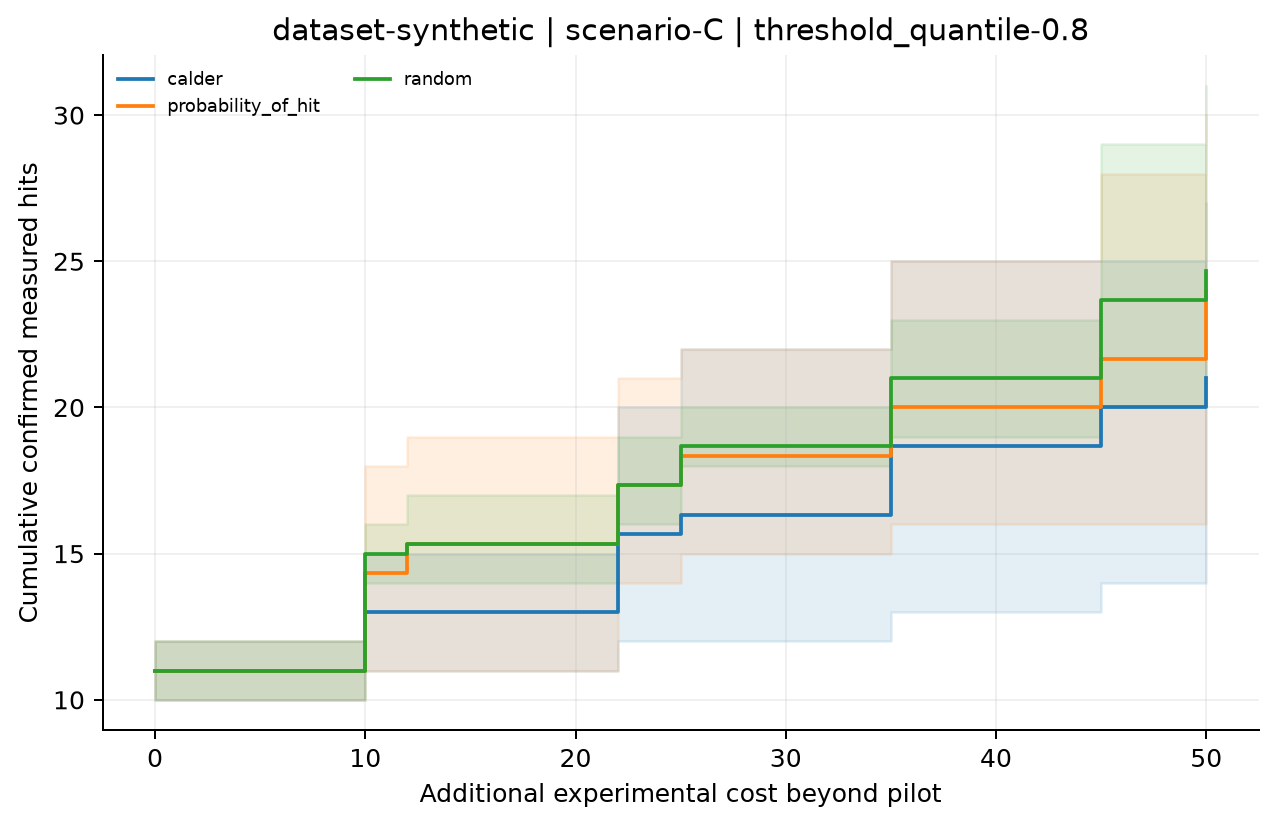 dataset-synthetic | scenario-C | threshold_quantile-0.8
calder
probability_of_hit
random
Cumulative confirmed measured hits
30
25
20
15
10
0 10 20 30 40 50
Additional experimental cost beyond pilot